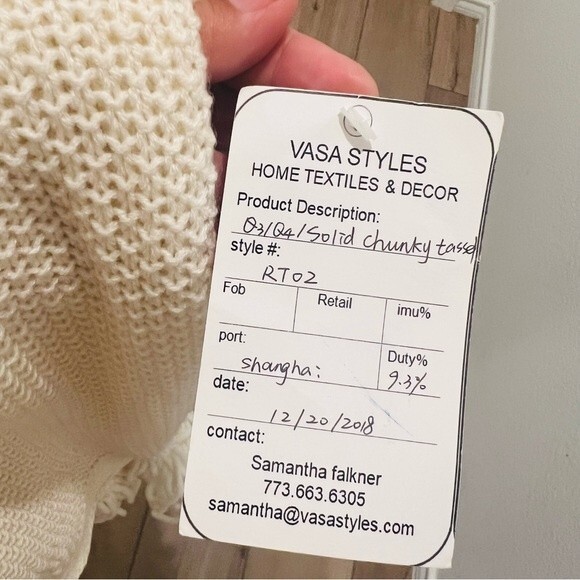 VASA STYLES
HOME TEXTILES & DECOR
Product Description:
Q3/Q4/Solid chunky tassel
style #:
RT02
Fob Retail imu%
port: Duty%
shanghai 9.3%
date:
12/20/2018
contact:
Samantha falkner
773.663.6305
samantha@vasastyles.com